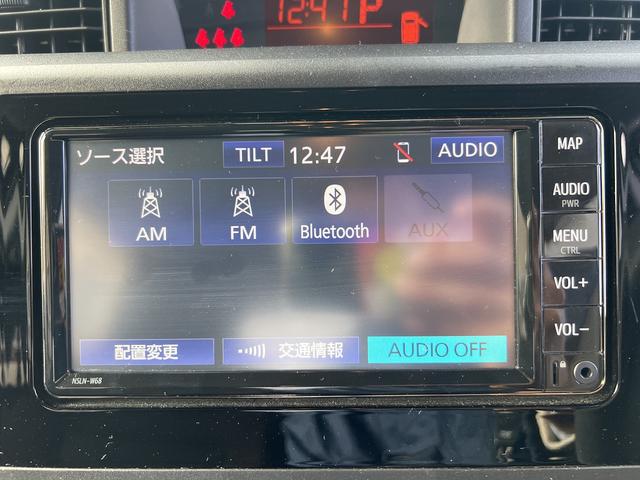 12:47P
ソース選択 TILT 12:47 AUDIO
AM FM Bluetooth AUX
配置変更 交通情報 AUDIO OFF
NSLN-W68
MAP
AUDIO
PWR
MENU
CTRL
VOL+
VOL-